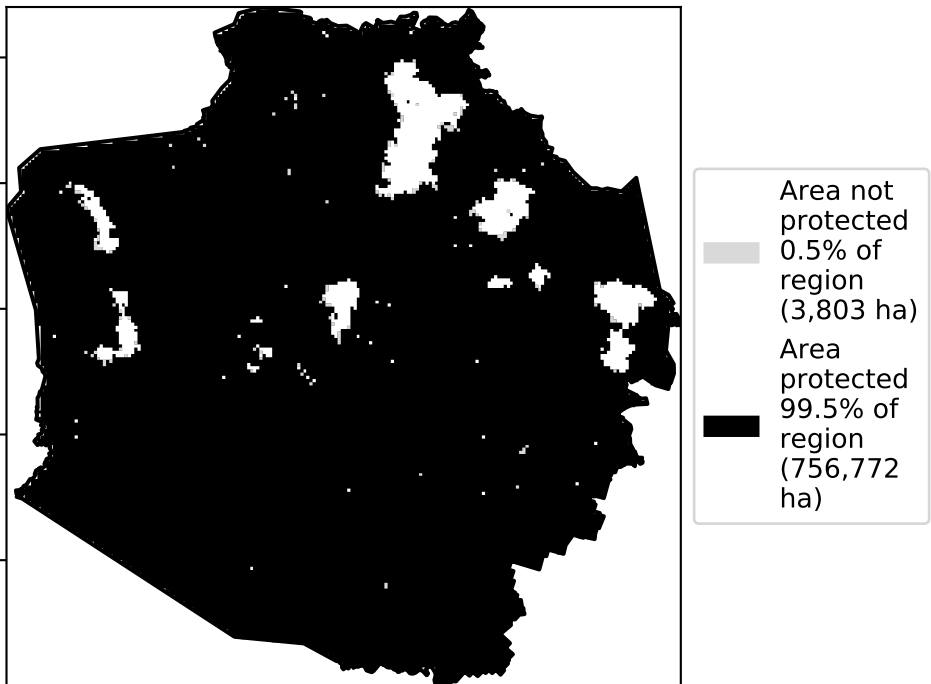 Area not
protected
0.5% of
region
(3,803 ha)
Area
protected
99.5% of
region
(756,772
ha)